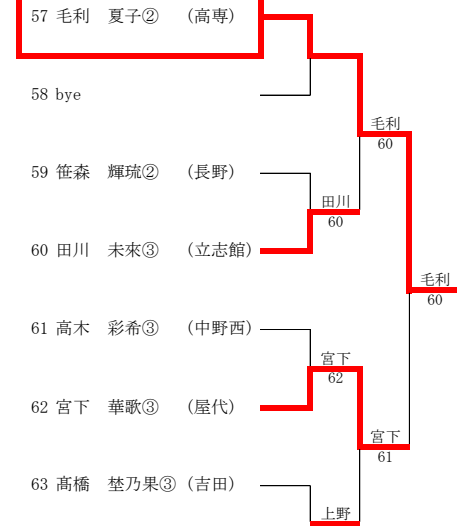 57 毛利　夏子②　（高専）
58 bye
毛利
60
59 笹森　輝琉②　（長野）
田川
60
60 田川　未來③　（立志館）
毛利
60
61 高木　彩希③　（中野西）
宮下
62
62 宮下　華歌③　（屋代）
宮下
61
63 髙橋　埜乃果③（吉田）
上野